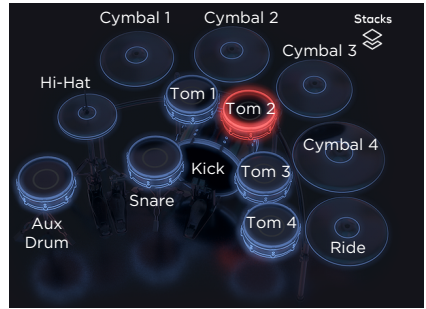 Cymbal 1
Cymbal 2
Stacks
Cymbal 3
Hi-Hat
Tom 1
Tom 2
Cymbal 4
Kick
Tom 3
Snare
Aux
Drum
Tom 4
Ride